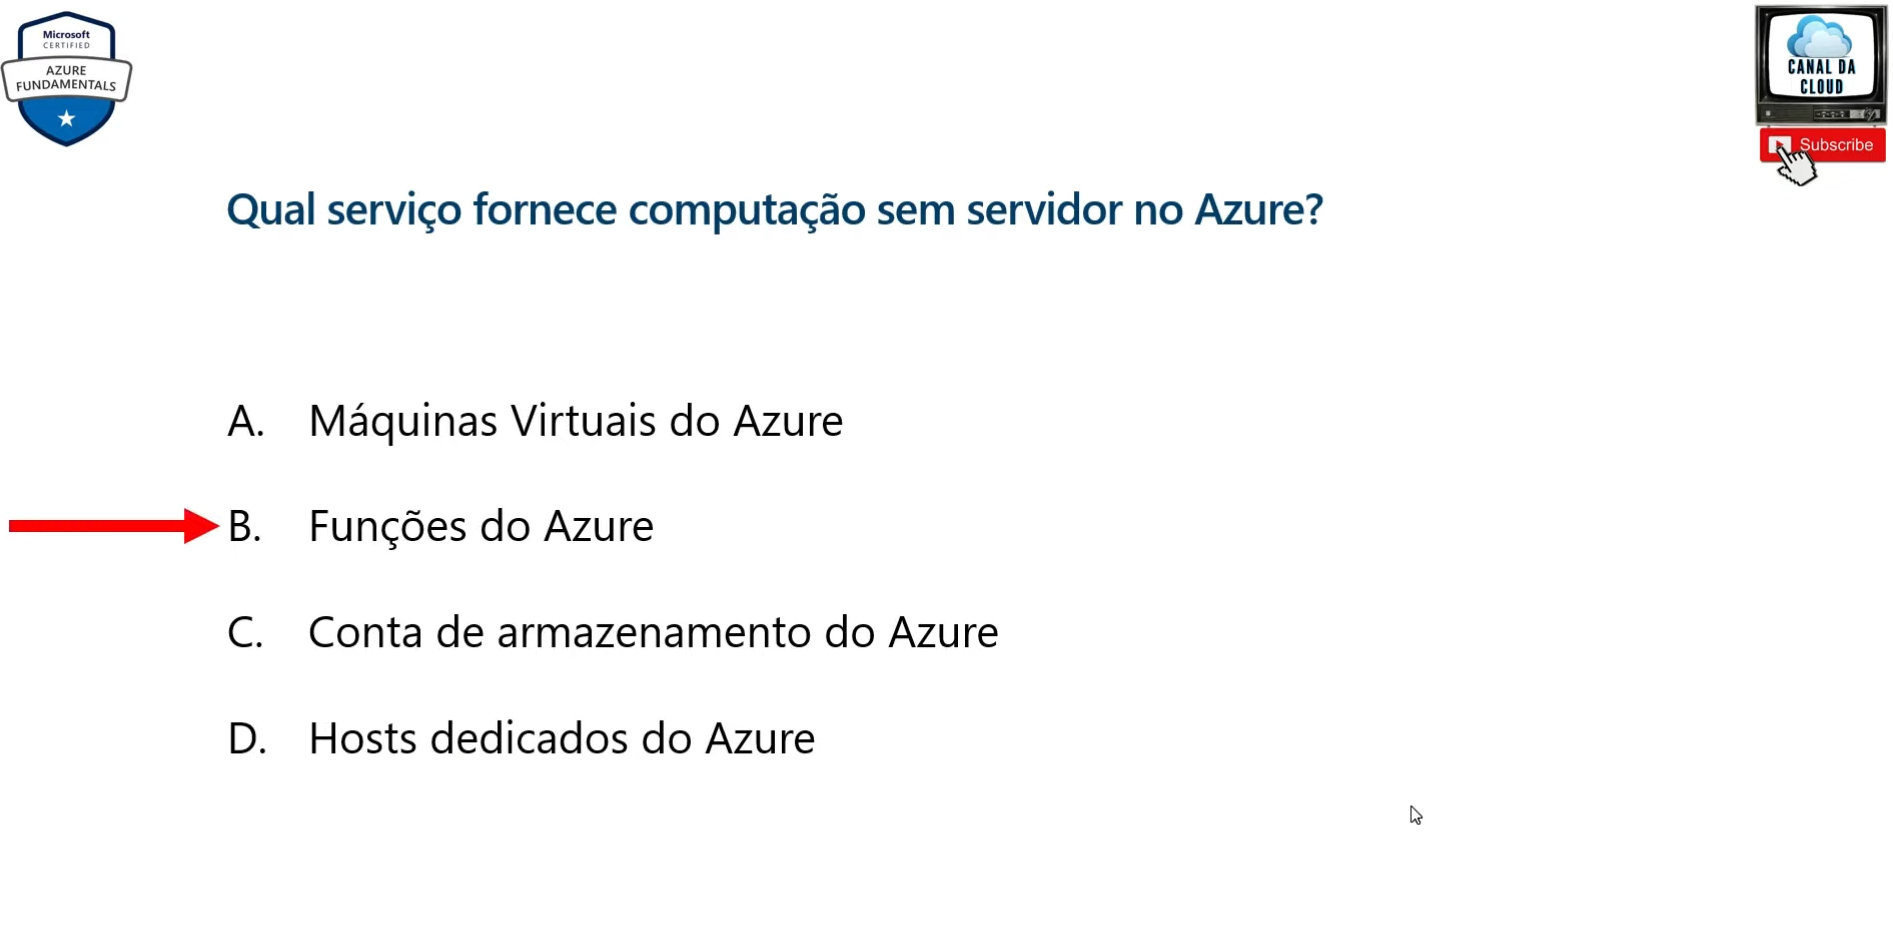 Microsoft
CERTIFIED
AZURE
FUNDAMENTALS
CANAL DA
CLOUD
Subscribe
Qual serviço fornece computação sem servidor no Azure?
A. Máquinas Virtuais do Azure
B. Funções do Azure
C. Conta de armazenamento do Azure
D. Hosts dedicados do Azure